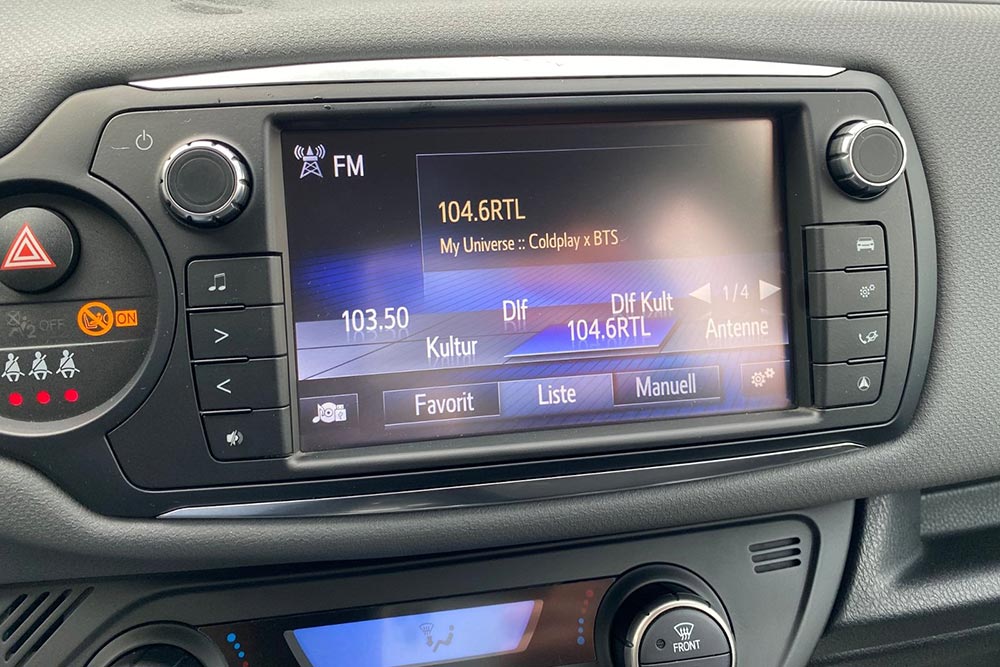 FM
104.6RTL
My Universe :: Coldplay x BTS
1/4
103.50 Dlf Dlf Kult
Kultur 104.6RTL Antenne
Favorit Liste Manuell
2 OFF
ON
FRONT